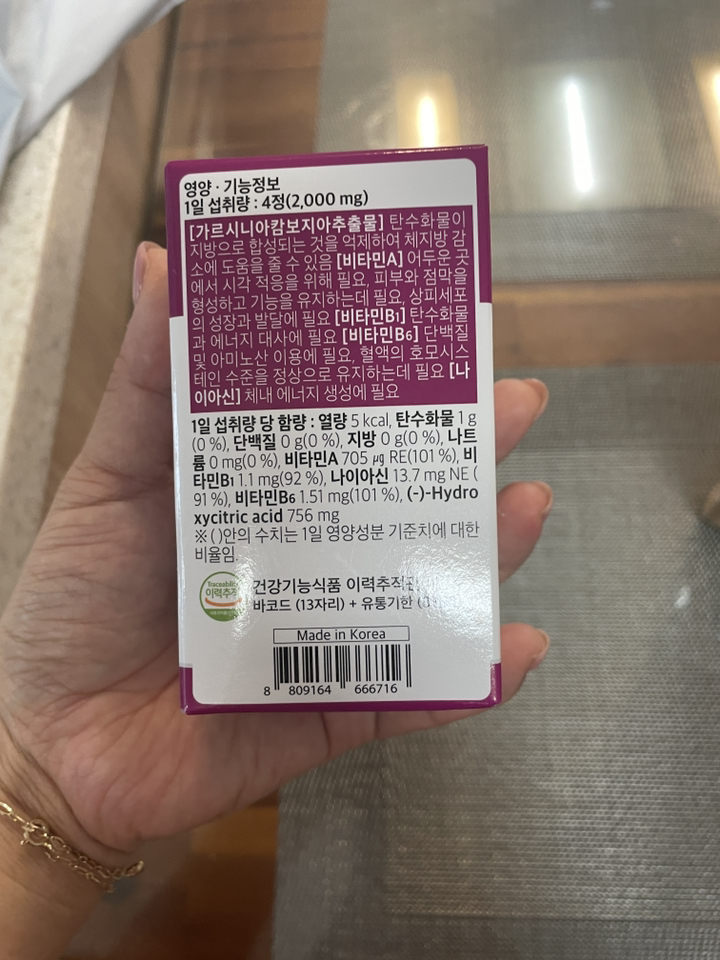 영양 · 기능정보
1일 섭취량 : 4정(2,000 mg)
[가르시니아캄보지아추출물] 탄수화물이
지방으로 합성되는 것을 억제하여 체지방 감
소에 도움을 줄 수 있음 [비타민A] 어두운 곳
에서 시각 적응을 위해 필요, 피부와 점막을
형성하고 기능을 유지하는데 필요, 상피세포
의 성장과 발달에 필요 [비타민B1] 탄수화물
과 에너지 대사에 필요 [비타민B6] 단백질
및 아미노산 이용에 필요, 혈액의 호모시스
테인 수준을 정상으로 유지하는데 필요 [나
이아신] 체내 에너지 생성에 필요
1일 섭취량 당 함량 : 열량 5 kcal, 탄수화물 1 g
(0 %), 단백질 0 g(0 %), 지방 0 g(0 %), 나트
륨 0 mg(0 %), 비타민A 705 ㎍ RE(101 %), 비
타민B1 1.1 mg(92 %), 나이아신 13.7 mg NE (
91 %), 비타민B6 1.51 mg(101 %), (-)-Hydro
xycitric acid 756 mg
※ ( )안의 수치는 1일 영양성분 기준치에 대한
비율임.
Traceability
이력추적
건강기능식품 이력추적관
바코드 (13자리) + 유통기한
Made in Korea
8 809164 666716